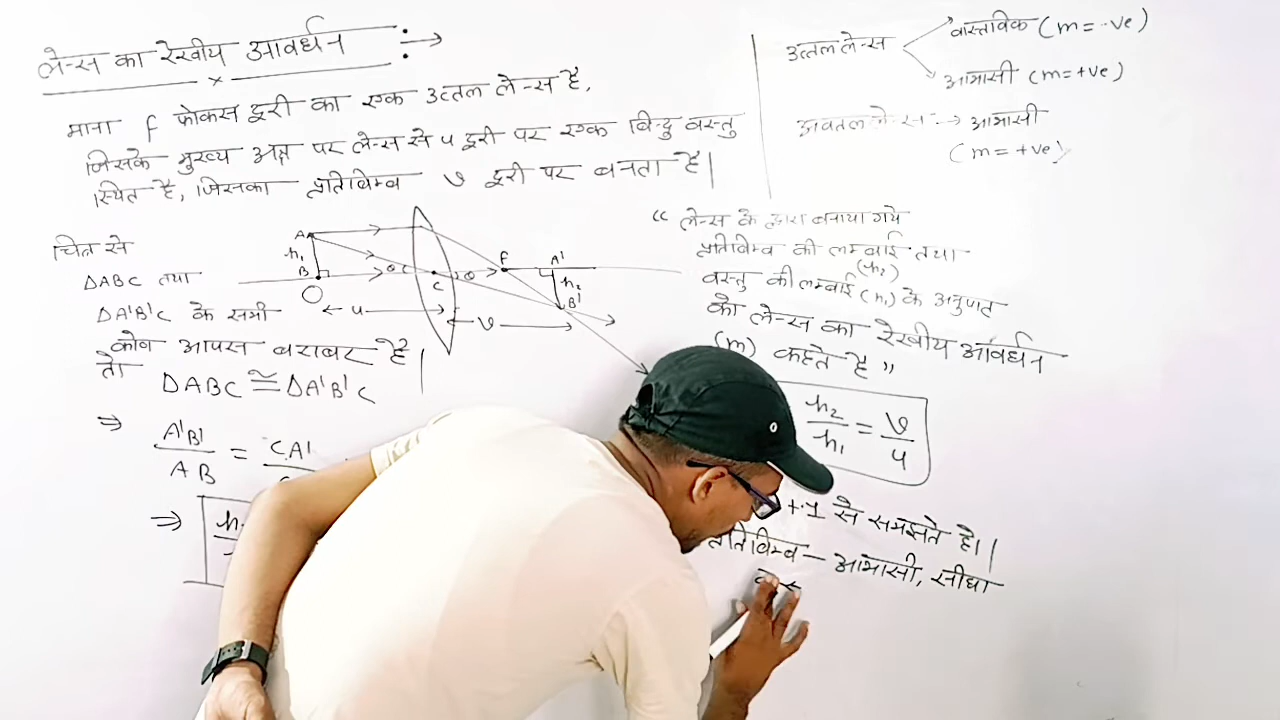 लेन्स का रेखीय आवर्धन :→
माना f फोकस दूरी का एक उत्तल लेन्स है,
जिसके मुख्य अक्ष पर लेन्स से u दूरी पर एक बिन्दु वस्तु
स्थित है, जिसका प्रतिबिम्ब v दूरी पर बनता है|
चित्र से
ΔABC तथा
ΔA'B'C के सभी
कोण आपस बराबर है|
तो
ΔABC ≅ ΔA'B'C
⇒ A'B'/AB = CA'
⇒ h
A
h₁
B
O
u
θ
C
θ
v
F
A'
h₂
B'
उत्तल लेन्स
वास्तविक (m = -ve)
आभासी (m = +ve)
अवतल लेन्स → आभासी
(m = +ve)
“ लेन्स के द्वारा बनाया गये
प्रतिबिम्ब की लम्बाई तथा
(h₂)
वस्तु की लम्बाई (h₁) के अनुपात
को लेन्स का रेखीय आवर्धन
(m) कहते है ”
h₂/h₁ = v/u
+1 से समझते है।|
प्रतिबिम्ब — आभासी, सीधा